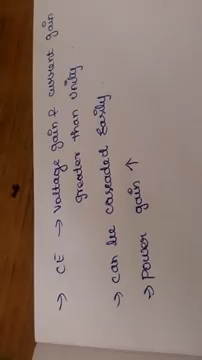 → CE → Voltage gain & current gain
greater than Unity
→ can be cascaded Easily
→ Power gain ↑